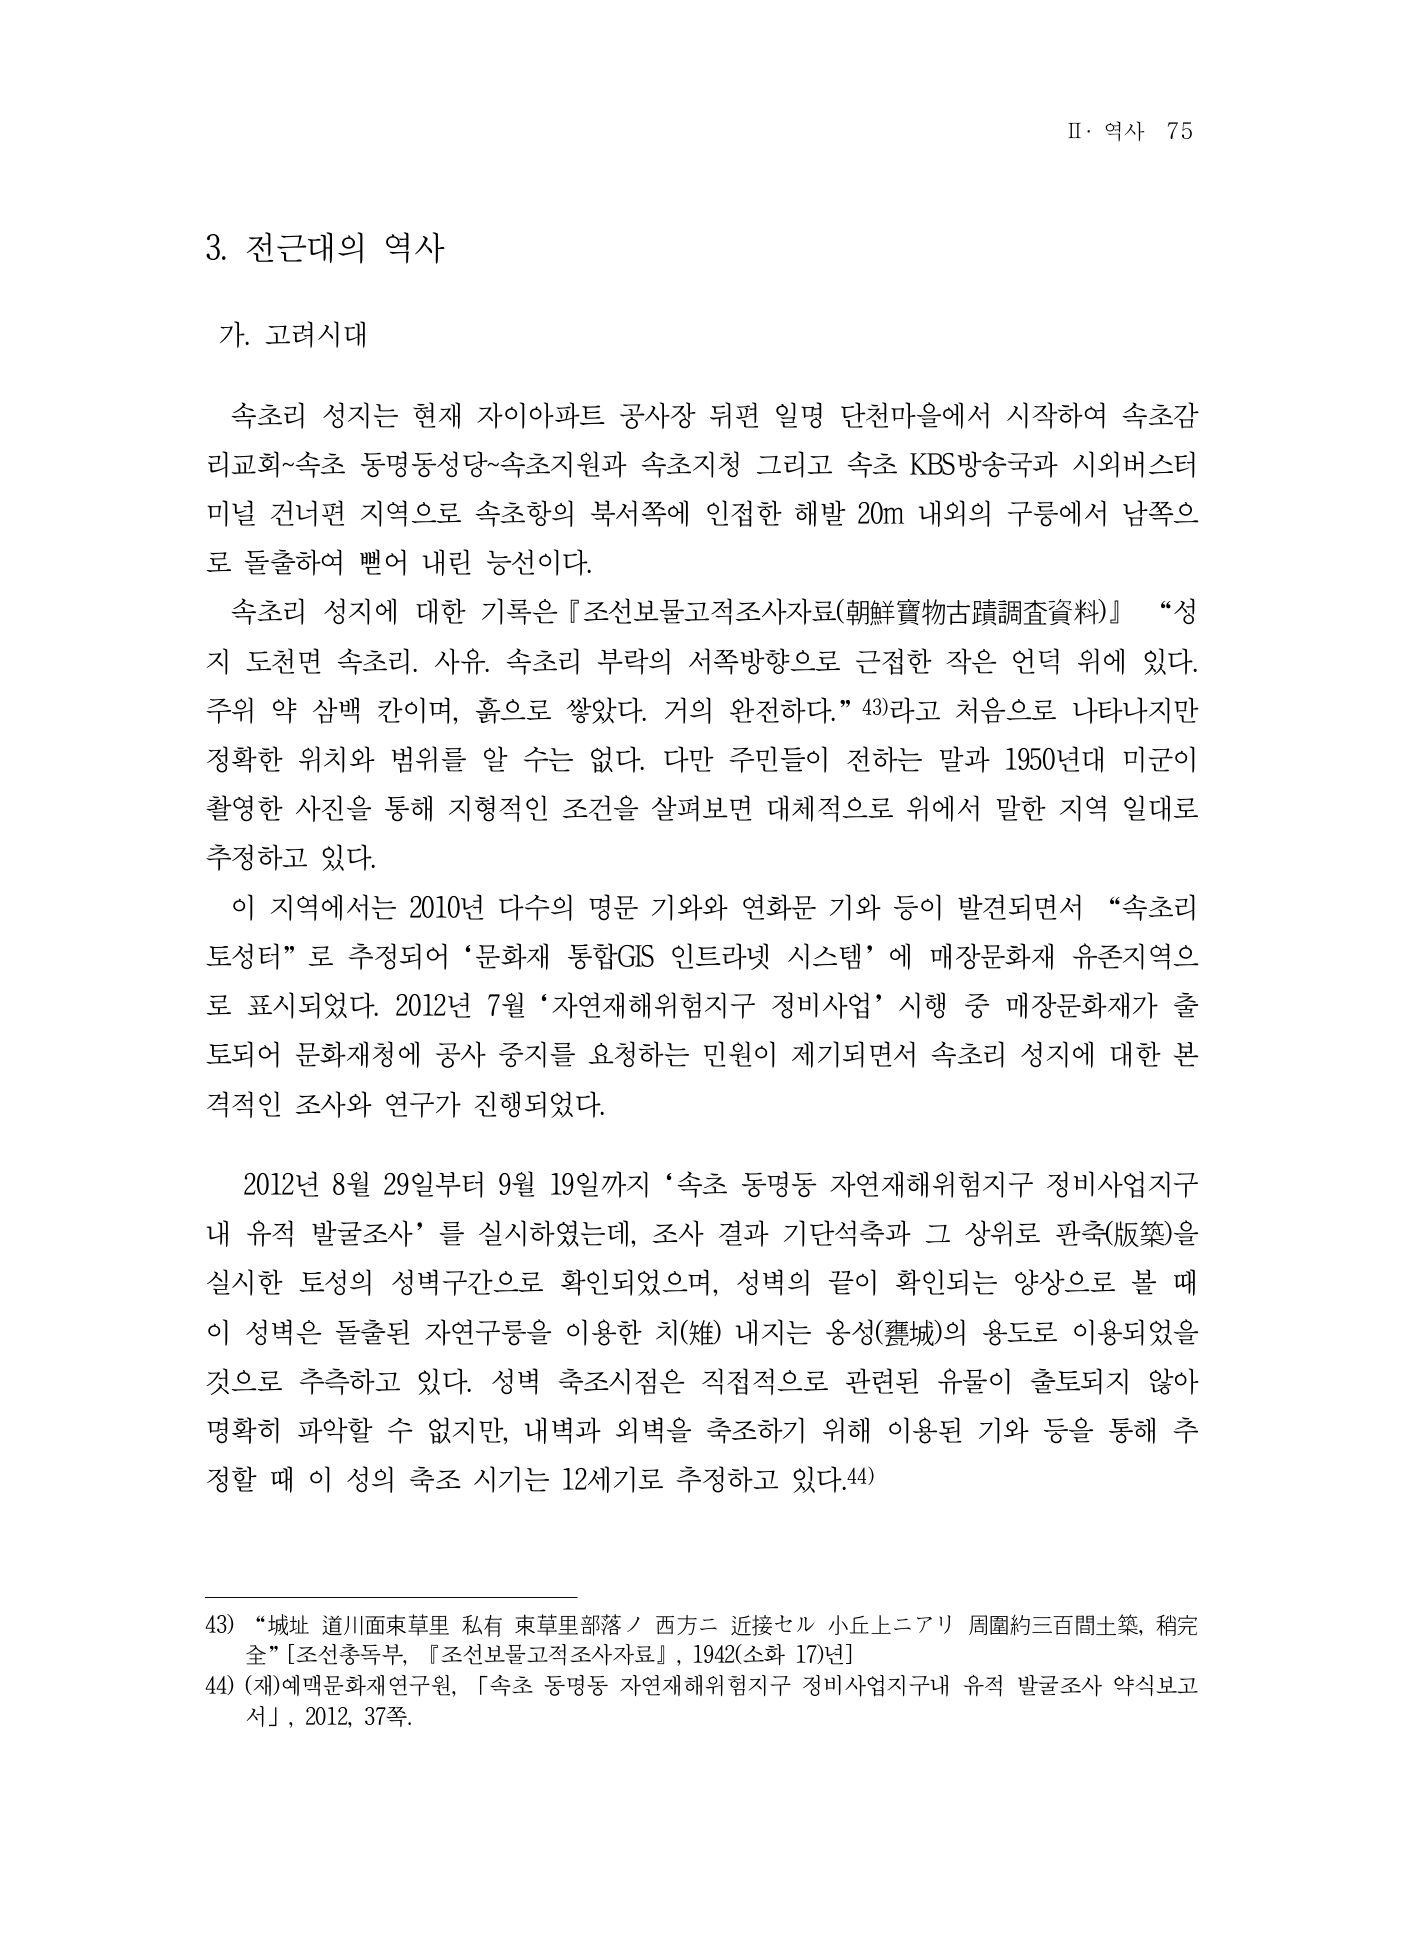 Ⅱ· 역사 75
3. 전근대의 역사
가. 고려시대
속초리 성지는 현재 자이아파트 공사장 뒤편 일명 단천마을에서 시작하여 속초감
리교회~속초 동명동성당~속초지원과 속초지청 그리고 속초 KBS방송국과 시외버스터
미널 건너편 지역으로 속초항의 북서쪽에 인접한 해발 20m 내외의 구릉에서 남쪽으
로 돌출하여 뻗어 내린 능선이다.
속초리 성지에 대한 기록은『조선보물고적조사자료(朝鮮寶物古蹟調査資料)』 “성
지 도천면 속초리. 사유. 속초리 부락의 서쪽방향으로 근접한 작은 언덕 위에 있다.
주위 약 삼백 칸이며, 흙으로 쌓았다. 거의 완전하다.” 43)라고 처음으로 나타나지만
정확한 위치와 범위를 알 수는 없다. 다만 주민들이 전하는 말과 1950년대 미군이
촬영한 사진을 통해 지형적인 조건을 살펴보면 대체적으로 위에서 말한 지역 일대로
추정하고 있다.
이 지역에서는 2010년 다수의 명문 기와와 연화문 기와 등이 발견되면서 “속초리
토성터”로 추정되어 ‘문화재 통합GIS 인트라넷 시스템’에 매장문화재 유존지역으
로 표시되었다. 2012년 7월 ‘자연재해위험지구 정비사업’ 시행 중 매장문화재가 출
토되어 문화재청에 공사 중지를 요청하는 민원이 제기되면서 속초리 성지에 대한 본
격적인 조사와 연구가 진행되었다.
2012년 8월 29일부터 9월 19일까지 ‘속초 동명동 자연재해위험지구 정비사업지구
내 유적 발굴조사’를 실시하였는데, 조사 결과 기단석축과 그 상위로 판축(版築)을
실시한 토성의 성벽구간으로 확인되었으며, 성벽의 끝이 확인되는 양상으로 볼 때
이 성벽은 돌출된 자연구릉을 이용한 치(雉) 내지는 옹성(甕城)의 용도로 이용되었을
것으로 추측하고 있다. 성벽 축조시점은 직접적으로 관련된 유물이 출토되지 않아
명확히 파악할 수 없지만, 내벽과 외벽을 축조하기 위해 이용된 기와 등을 통해 추
정할 때 이 성의 축조 시기는 12세기로 추정하고 있다.44)
43) “城址 道川面束草里 私有 束草里部落ノ 西方ニ 近接セル 小丘上ニアリ 周圍約三百間土築, 稍完
全”[조선총독부, 『조선보물고적조사자료』, 1942(소화 17)년]
44) (재)예맥문화재연구원, 「속초 동명동 자연재해위험지구 정비사업지구내 유적 발굴조사 약식보고
서」, 2012, 37쪽.